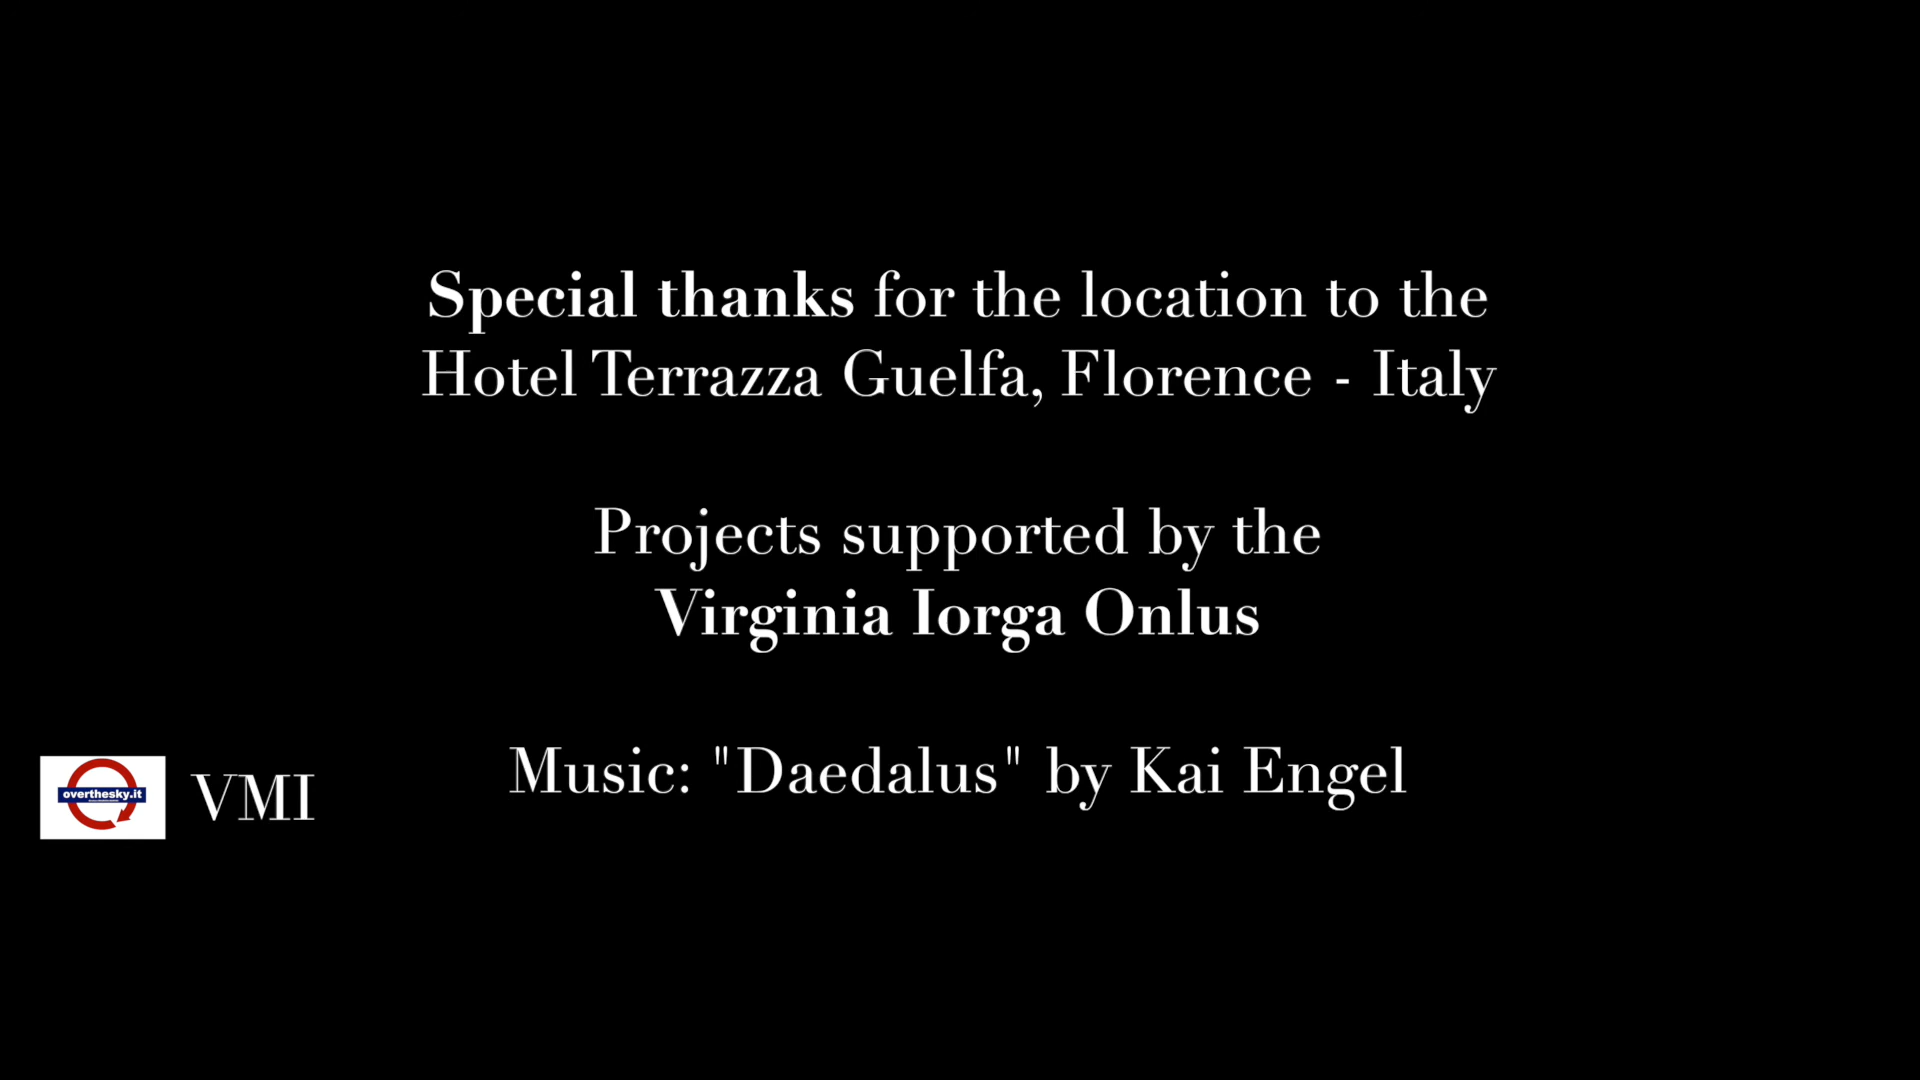 Special thanks for the location to the
Hotel Terrazza Guelfa, Florence - Italy
Projects supported by the
Virginia Iorga Onlus
Music: "Daedalus" by Kai Engel
overthesky.it
VMI